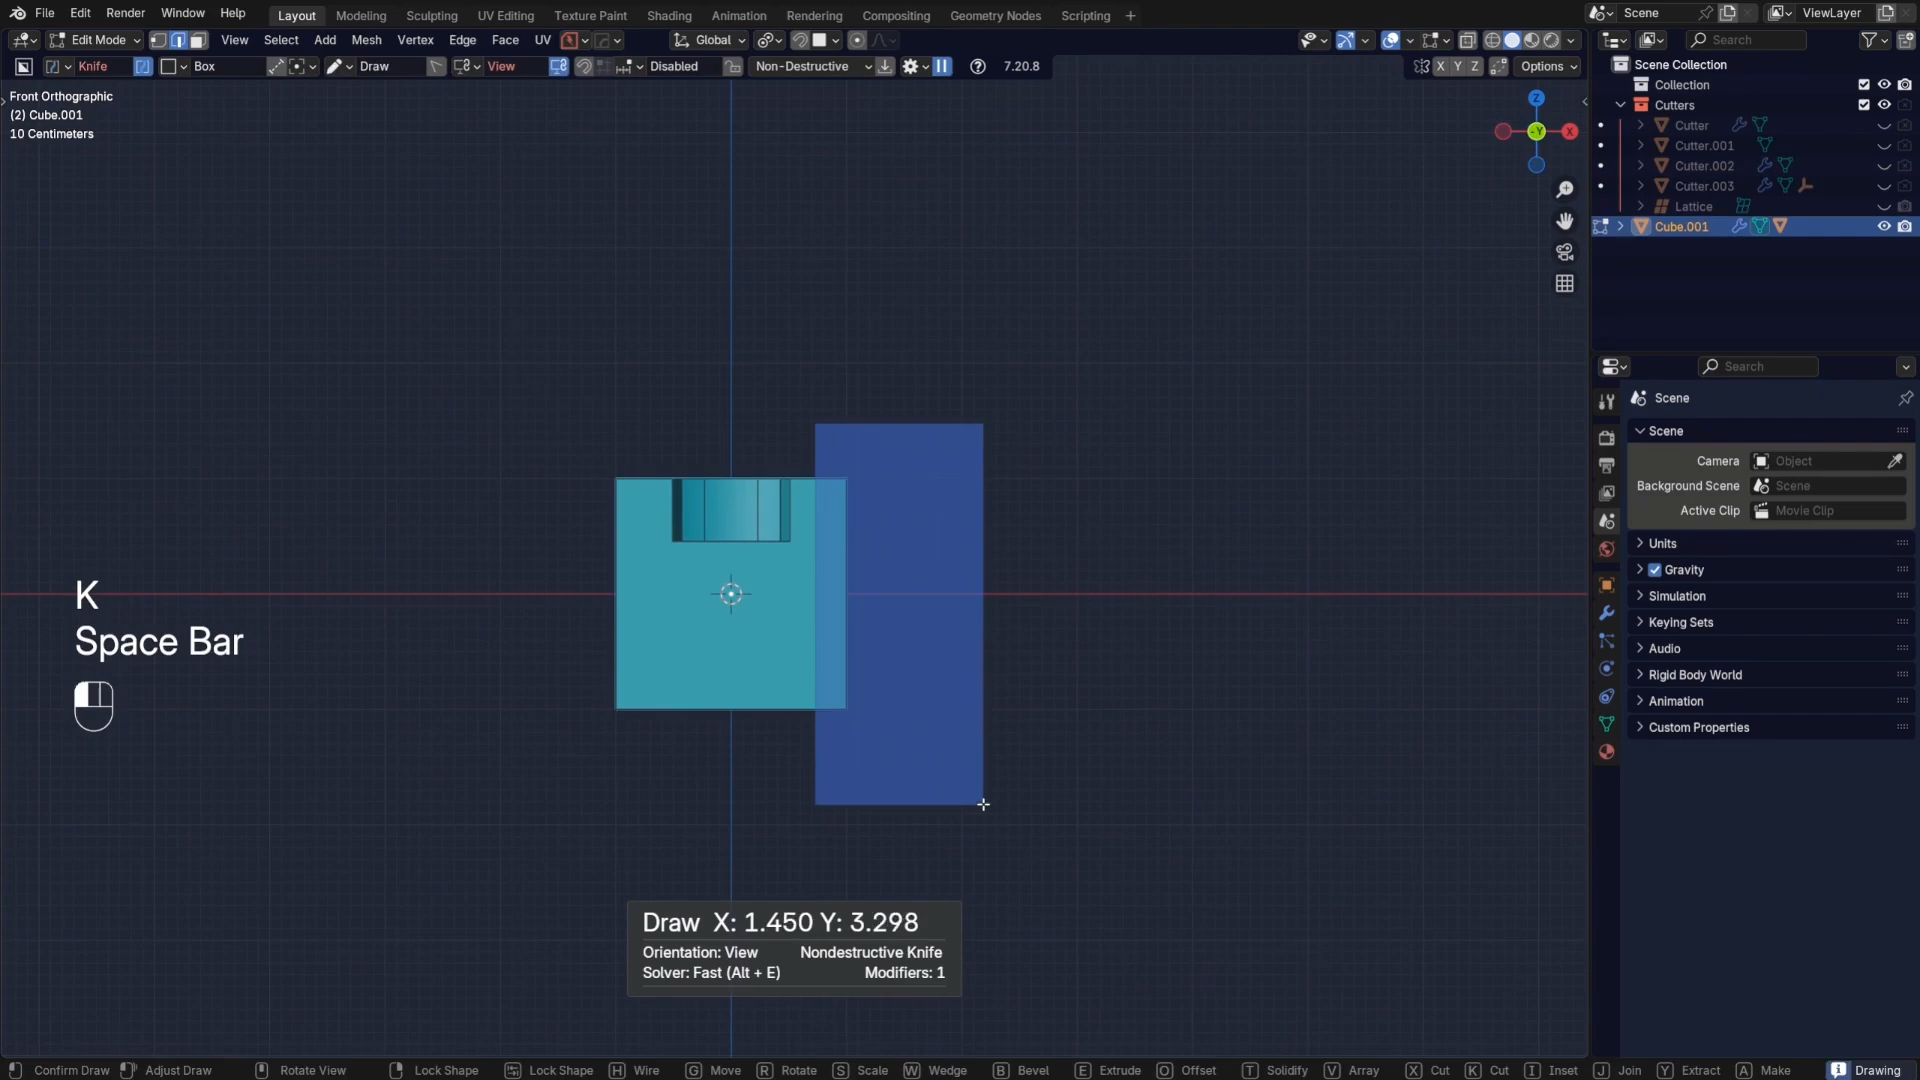 File Edit Render Window Help Layout Modeling Sculpting UV Editing Texture Paint Shading Animation Rendering Compositing Geometry Nodes Scripting + Scene ViewLayer
Edit Mode View Select Add Mesh Vertex Edge Face UV Global Search
Knife Box Draw View Disabled Non-Destructive 7.20.8 X Y Z Options
Front Orthographic
(2) Cube.001
10 Centimeters
Z
Y
X
Scene Collection
Collection
Cutters
Cutter
Cutter.001
Cutter.002
Cutter.003
Lattice
Cube.001
Search
Scene
Scene
Camera Object
Background Scene Scene
Active Clip Movie Clip
Units
Gravity
Simulation
Keying Sets
Audio
Rigid Body World
Animation
Custom Properties
K
Space Bar
Draw X: 1.450 Y: 3.298
Orientation: View Nondestructive Knife
Solver: Fast (Alt + E) Modifiers: 1
Confirm Draw Adjust Draw Rotate View Lock Shape Lock Shape H Wire G Move R Rotate S Scale W Wedge B Bevel E Extrude O Offset T Solidify V Array X Cut K Cut I Inset J Join Y Extract A Make Drawing